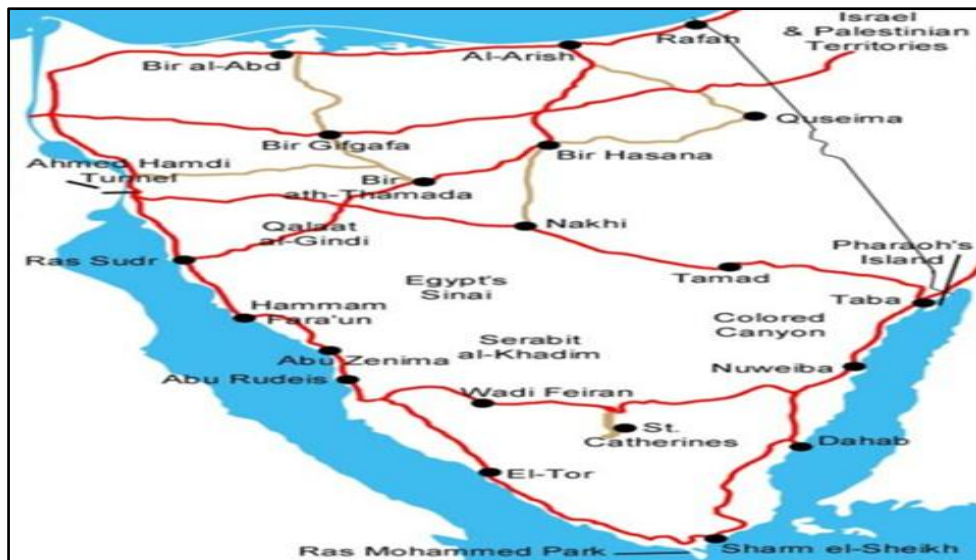 Israel
& Palestinian
Territories
Rafah
Al-Arish
Bir al-Abd
Quseima
Bir Gifgafa
Bir Hasana
Ahmed Hamdi
Tunnel
Bir
ath-Thamada
Nakhi
Qalaat
al-Gindi
Pharaoh's
Island
Ras Sudr
Egypt's
Sinai
Tamad
Taba
Hammam
Fara'un
Colored
Canyon
Serabit
al-Khadim
Abu Zenima
Nuweiba
Abu Rudeis
Wadi Feiran
St.
Catherines
Dahab
El-Tor
Ras Mohammed Park
Sharm el-Sheikh